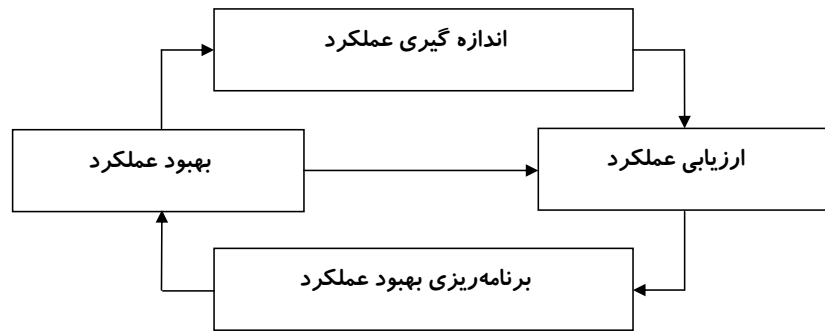 اندازه گیری عملکرد
ارزیابی عملکرد
بهبود عملکرد
برنامه‌ریزی بهبود عملکرد